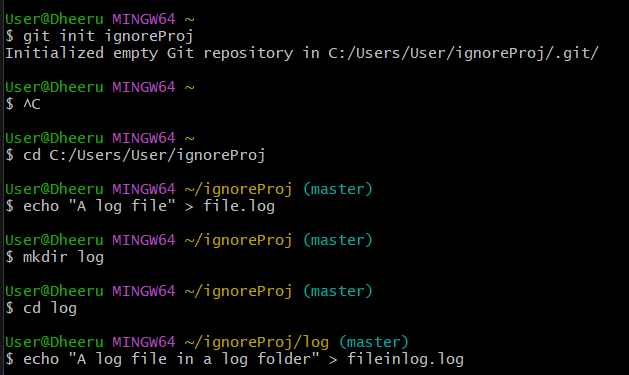 User@Dheeru MINGW64 ~
$ git init ignoreProj
Initialized empty Git repository in C:/Users/User/ignoreProj/.git/
User@Dheeru MINGW64 ~
$ ^C
User@Dheeru MINGW64 ~
$ cd C:/Users/User/ignoreProj
User@Dheeru MINGW64 ~/ignoreProj (master)
$ echo "A log file" > file.log
User@Dheeru MINGW64 ~/ignoreProj (master)
$ mkdir log
User@Dheeru MINGW64 ~/ignoreProj (master)
$ cd log
User@Dheeru MINGW64 ~/ignoreProj/log (master)
$ echo "A log file in a log folder" > fileinlog.log